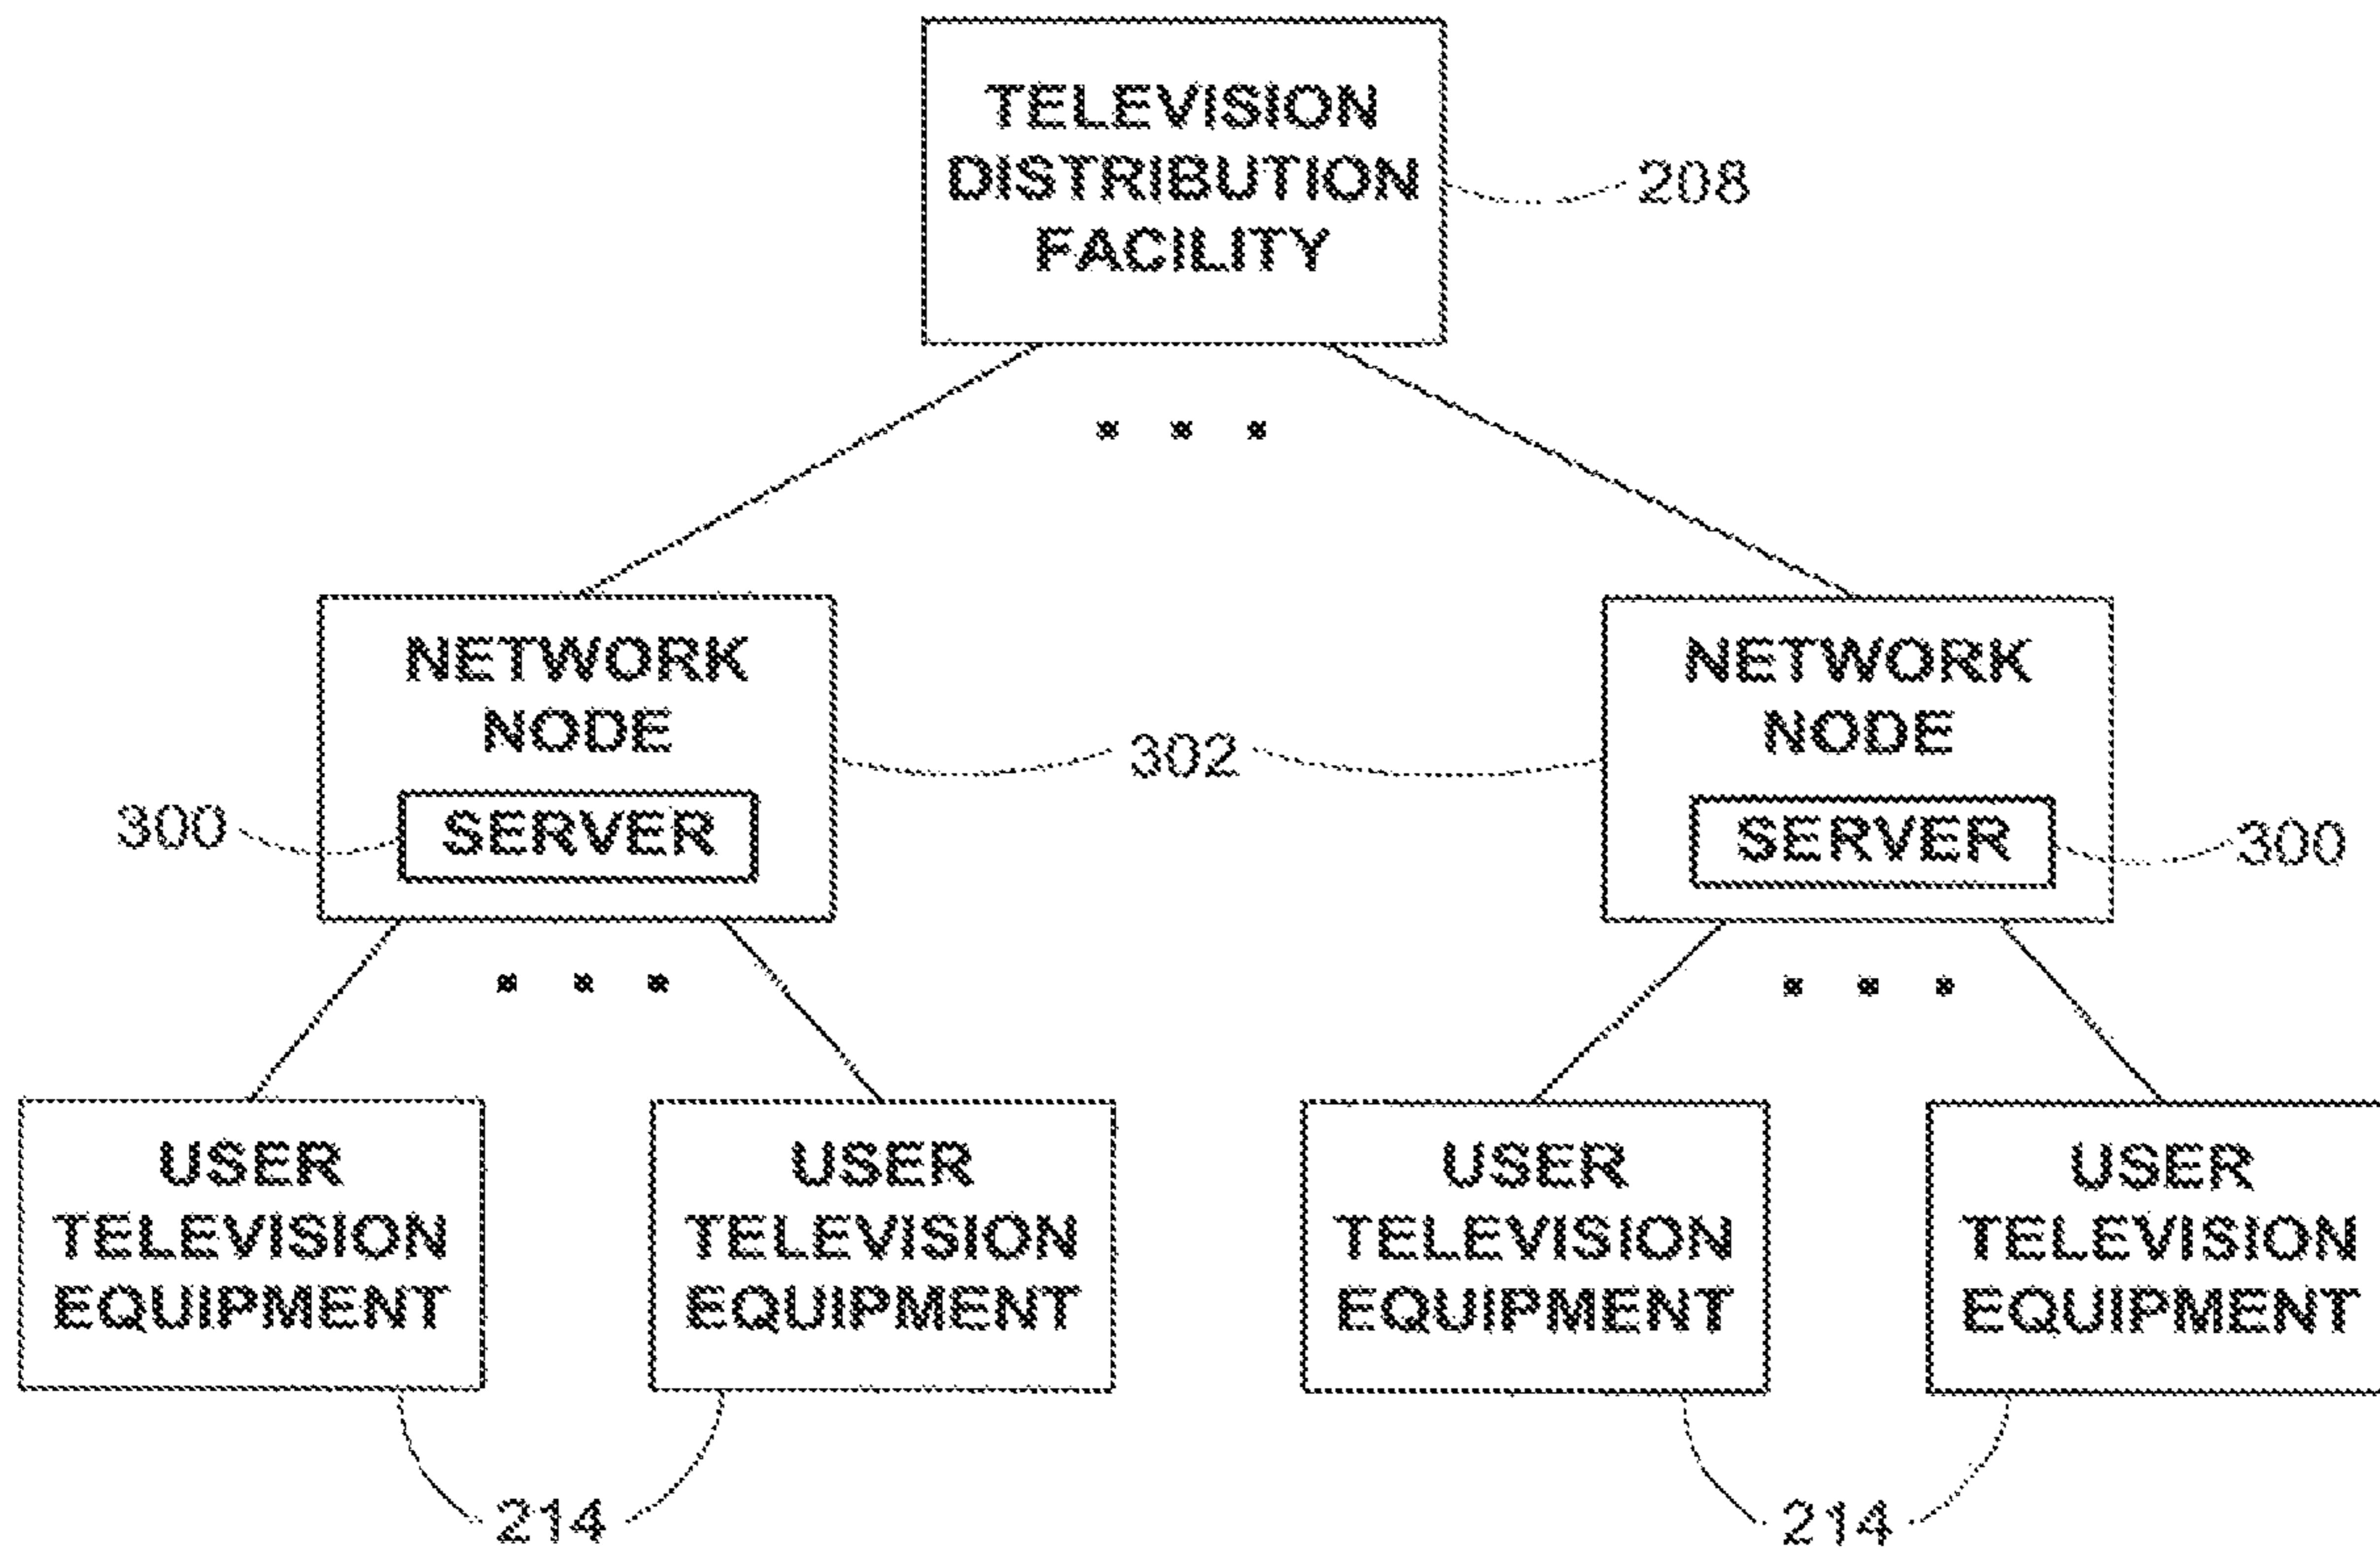 TELEVISION
DISTRIBUTION
FACILITY
208
NETWORK
NODE
SERVER
300
302
NETWORK
NODE
SERVER
300
USER
TELEVISION
EQUIPMENT
USER
TELEVISION
EQUIPMENT
214
USER
TELEVISION
EQUIPMENT
USER
TELEVISION
EQUIPMENT
214